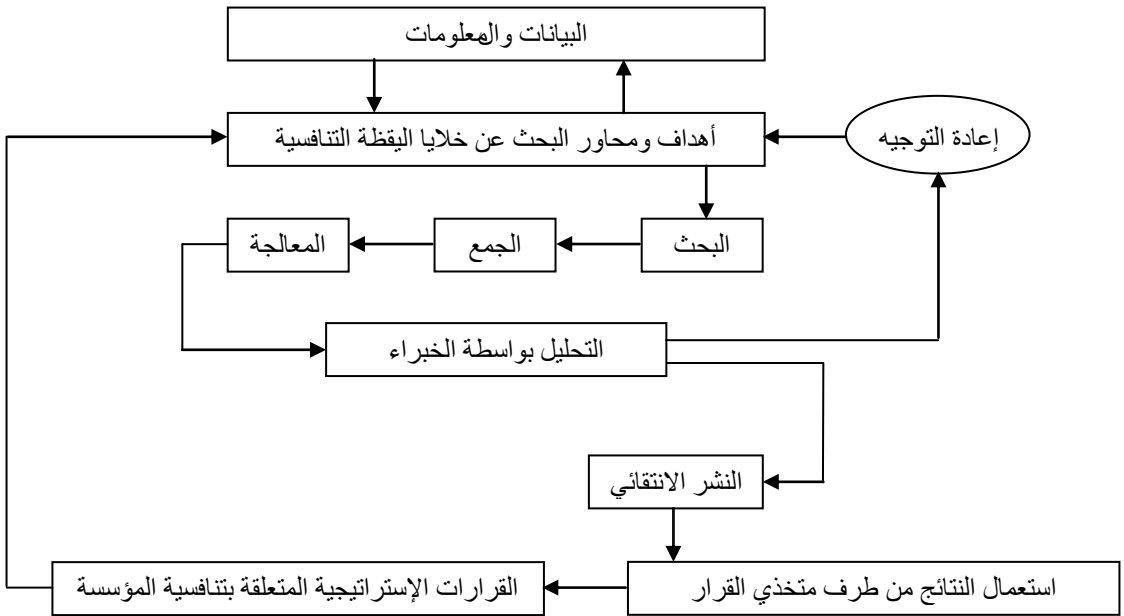 البيانات والمعلومات
أهداف ومحاور البحث عن خلايا اليقظة التنافسية
إعادة التوجيه
البحث
الجمع
المعالجة
التحليل بواسطة الخبراء
النشر الانتقائي
استعمال النتائج من طرف متخذي القرار
القرارات الإستراتيجية المتعلقة بتنافسية المؤسسة